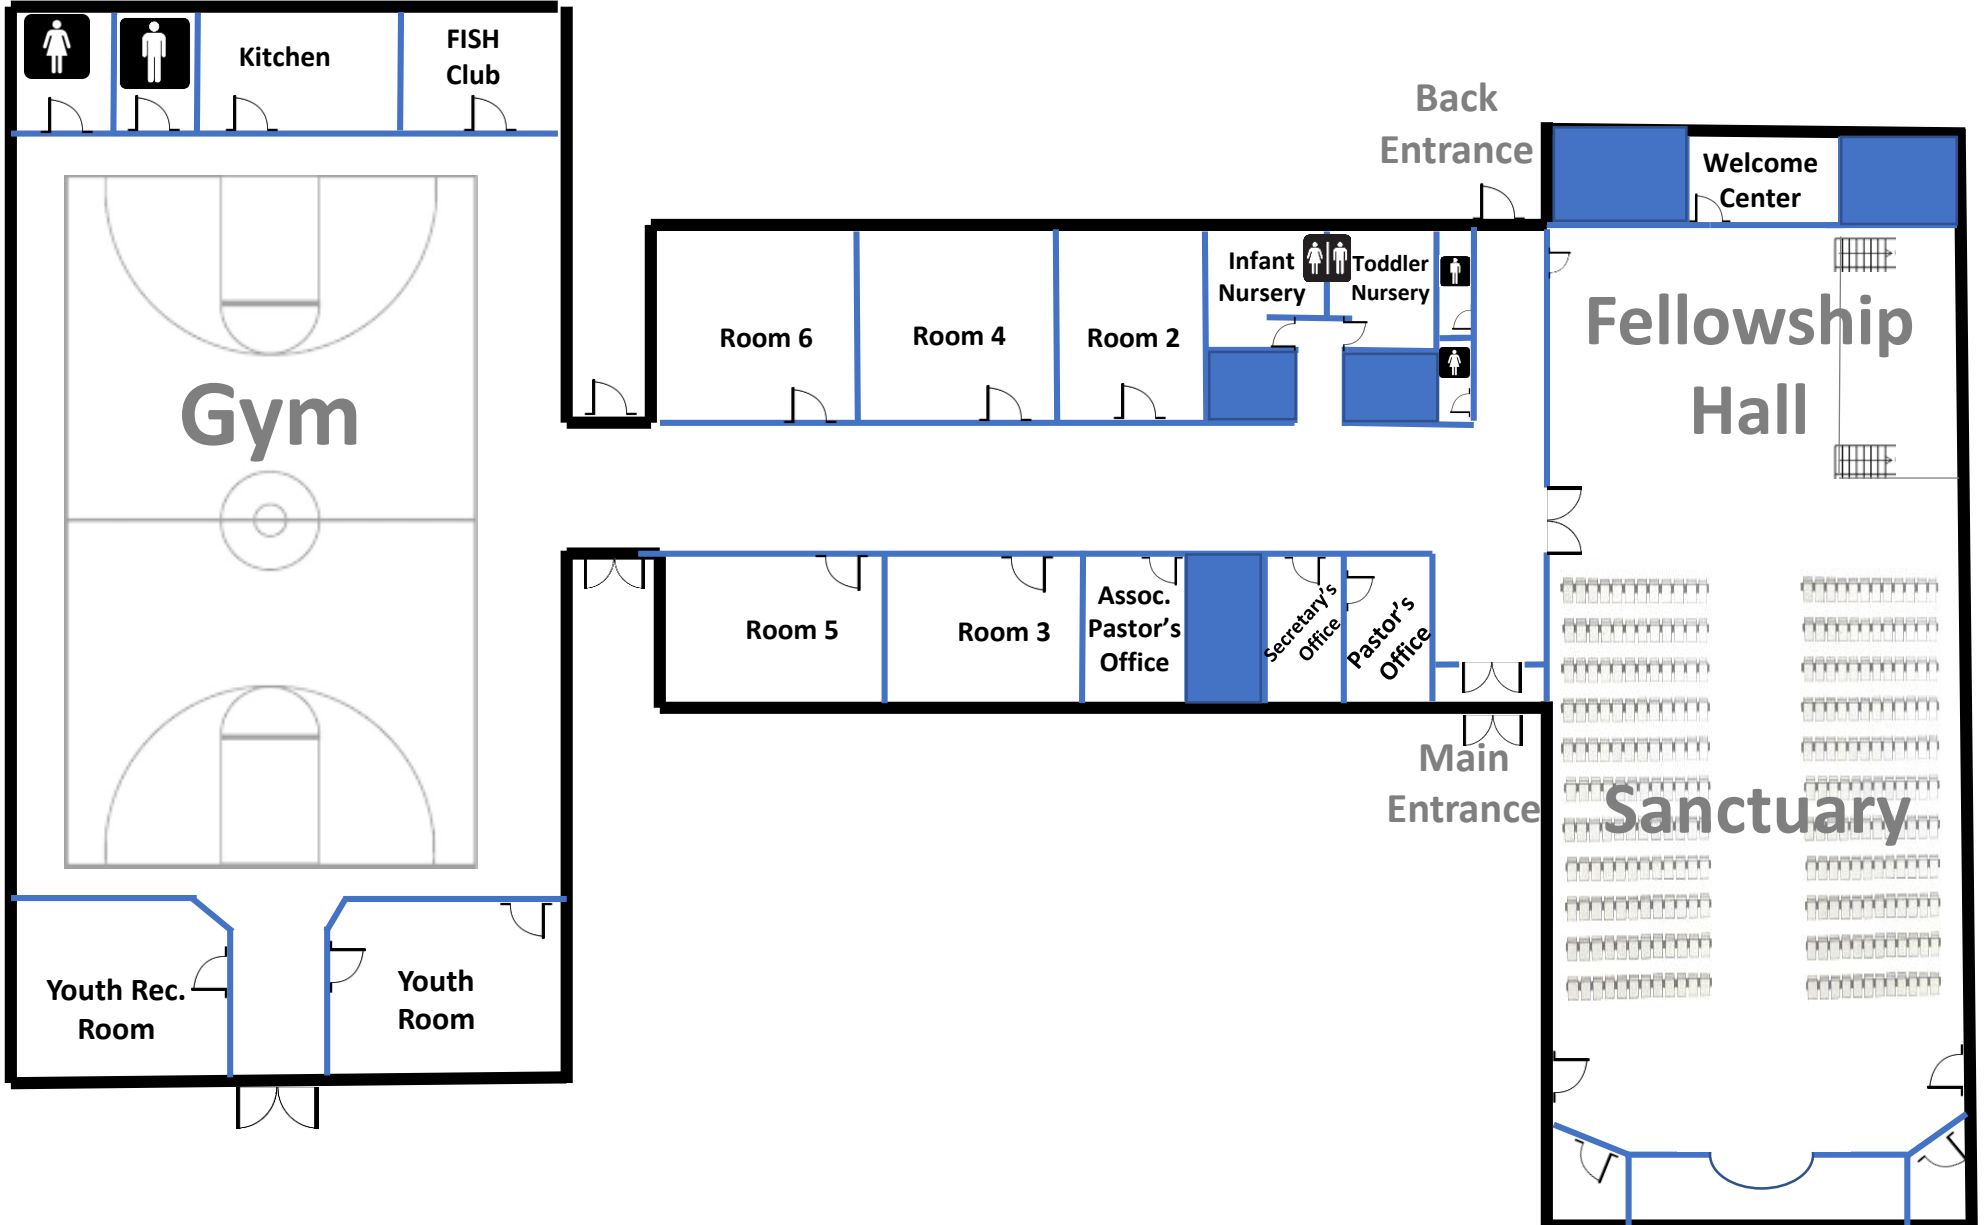 Kitchen
FISH
Club
Back
Entrance
Welcome
Center
Infant
Nursery
Toddler
Nursery
Room 6
Room 4
Room 2
Fellowship
Hall
Gym
Room 5
Room 3
Assoc.
Pastor's
Office
Secretary's
Office
Pastor's
Office
Main
Entrance
Sanctuary
Youth Rec.
Room
Youth
Room